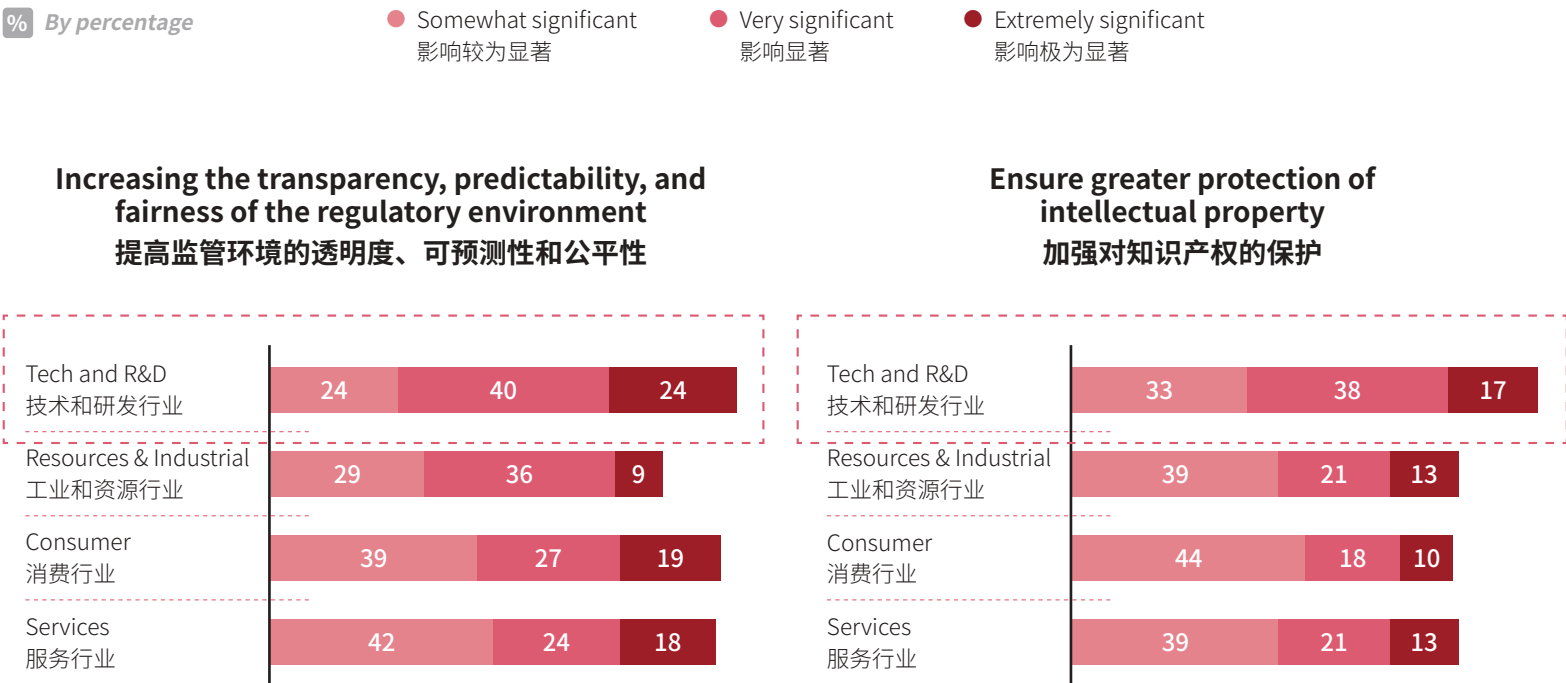 % By percentage
Somewhat significant
影响较为显著
Very significant
影响显著
Extremely significant
影响极为显著
Increasing the transparency, predictability, and
fairness of the regulatory environment
提高监管环境的透明度、可预测性和公平性
Tech and R&D
技术和研发行业
24 40 24
Resources & Industrial
工业和资源行业
29 36 9
Consumer
消费行业
39 27 19
Services
服务行业
42 24 18
Ensure greater protection of
intellectual property
加强对知识产权的保护
Tech and R&D
技术和研发行业
33 38 17
Resources & Industrial
工业和资源行业
39 21 13
Consumer
消费行业
44 18 10
Services
服务行业
39 21 13